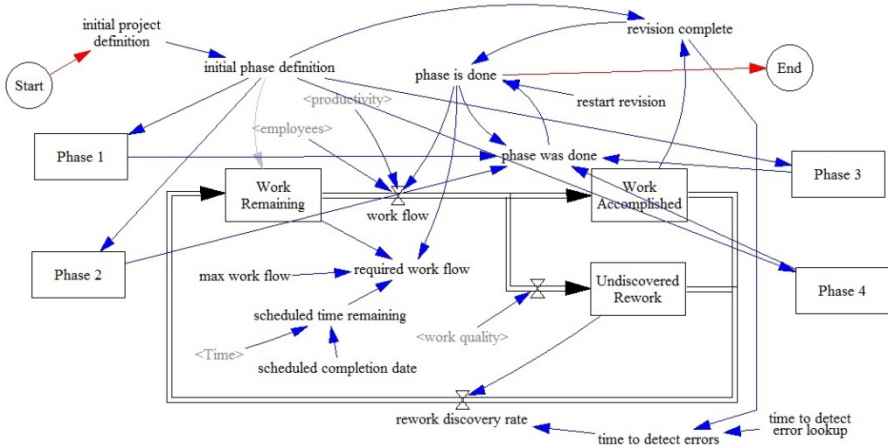 initial project
definition
revision complete
Start
initial phase definition
phase is done
End
<productivity>
restart revision
<employees>
Phase 1
phase was done
Phase 3
Work
Remaining
Work
Accomplished
work flow
Phase 2
max work flow
required work flow
Undiscovered
Rework
Phase 4
scheduled time remaining
<work quality>
<Time>
scheduled completion date
rework discovery rate
time to detect errors
time to detect
error lookup